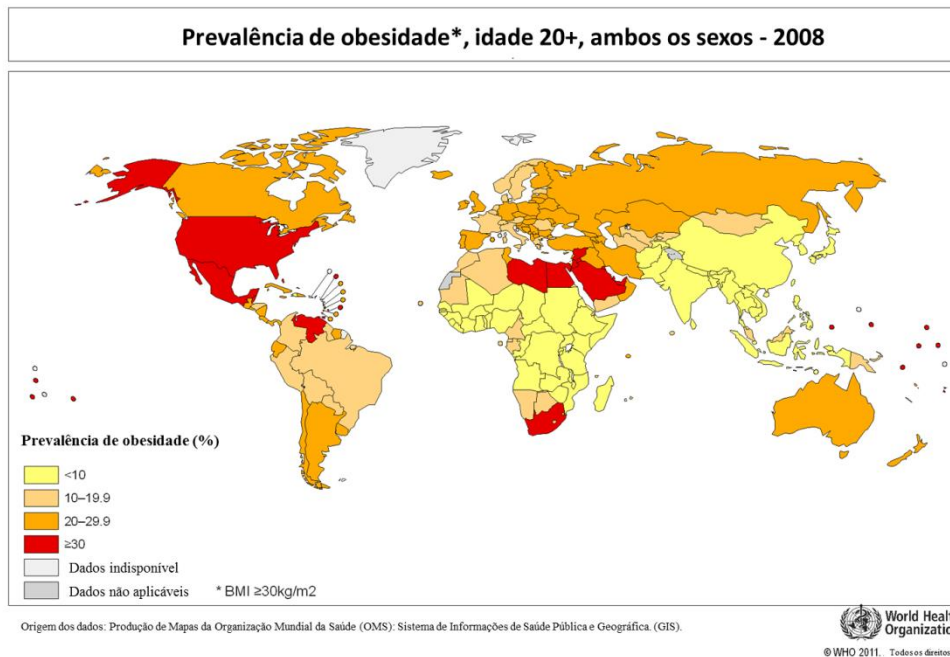 Prevalência de obesidade*, idade 20+, ambos os sexos - 2008
Prevalência de obesidade (%)
<10
10–19.9
20–29.9
≥30
Dados indisponível
Dados não aplicáveis * BMI ≥30kg/m2
Origem dos dados: Produção de Mapas da Organização Mundial da Saúde (OMS): Sistema de Informações de Saúde Pública e Geográfica. (GIS).
World Heal
Organizatio
© WHO 2011. Todos os direitos